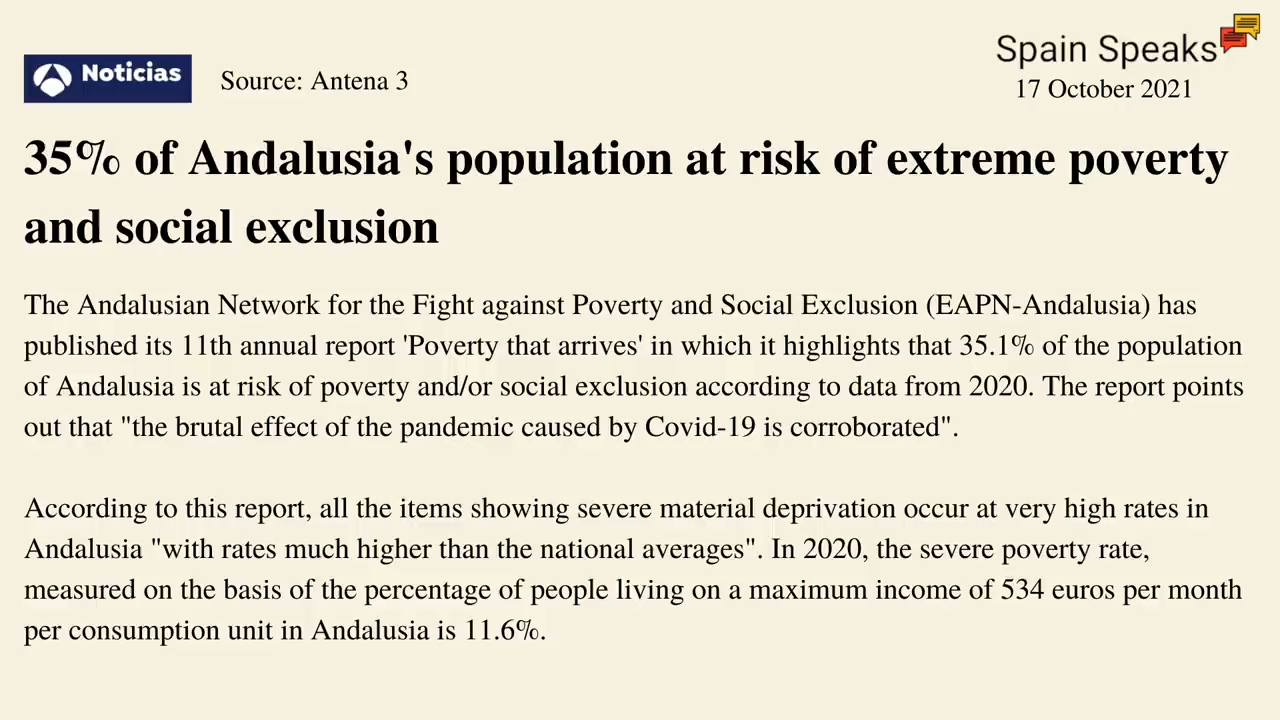 Noticias
Source: Antena 3
Spain Speaks
17 October 2021
35% of Andalusia's population at risk of extreme poverty
and social exclusion
The Andalusian Network for the Fight against Poverty and Social Exclusion (EAPN-Andalusia) has
published its 11th annual report 'Poverty that arrives' in which it highlights that 35.1% of the population
of Andalusia is at risk of poverty and/or social exclusion according to data from 2020. The report points
out that "the brutal effect of the pandemic caused by Covid-19 is corroborated".
According to this report, all the items showing severe material deprivation occur at very high rates in
Andalusia "with rates much higher than the national averages". In 2020, the severe poverty rate,
measured on the basis of the percentage of people living on a maximum income of 534 euros per month
per consumption unit in Andalusia is 11.6%.